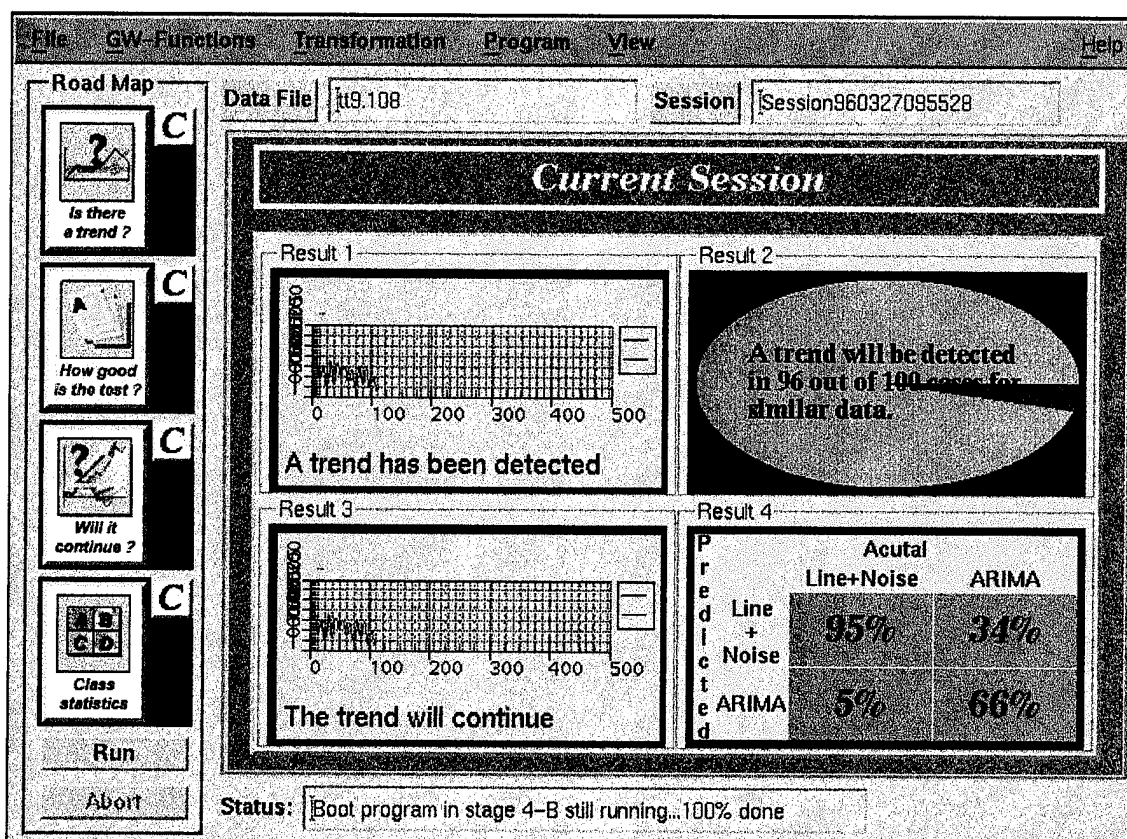 File GW-Functions Transformation Program View Help
Road Map
Data File tt9.108 Session Session960327095528
C
Is there
a trend ?
C
How good
is the test ?
C
Will it
continue ?
C
A B
C D
Class
statistics
Run
Abort
Current Session
Result 1
0 100 200 300 400 500
A trend has been detected
Result 2
A trend will be detected
in 96 out of 100 cases for
similar data.
Result 3
0 100 200 300 400 500
The trend will continue
Result 4
Predicted
Acutal
Line+Noise ARIMA
Line
+
Noise
95% 34%
ARIMA 5% 66%
Status: Boot program in stage 4-B still running...100% done